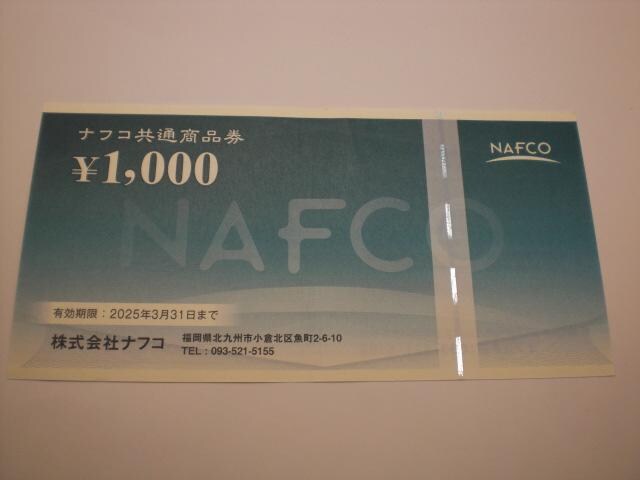 ナフコ共通商品券
¥1,000
NAFCO
NAFCO
有効期限：2025年3月31日まで
株式会社ナフコ
福岡県北九州市小倉北区魚町2-6-10
TEL：093-521-5155